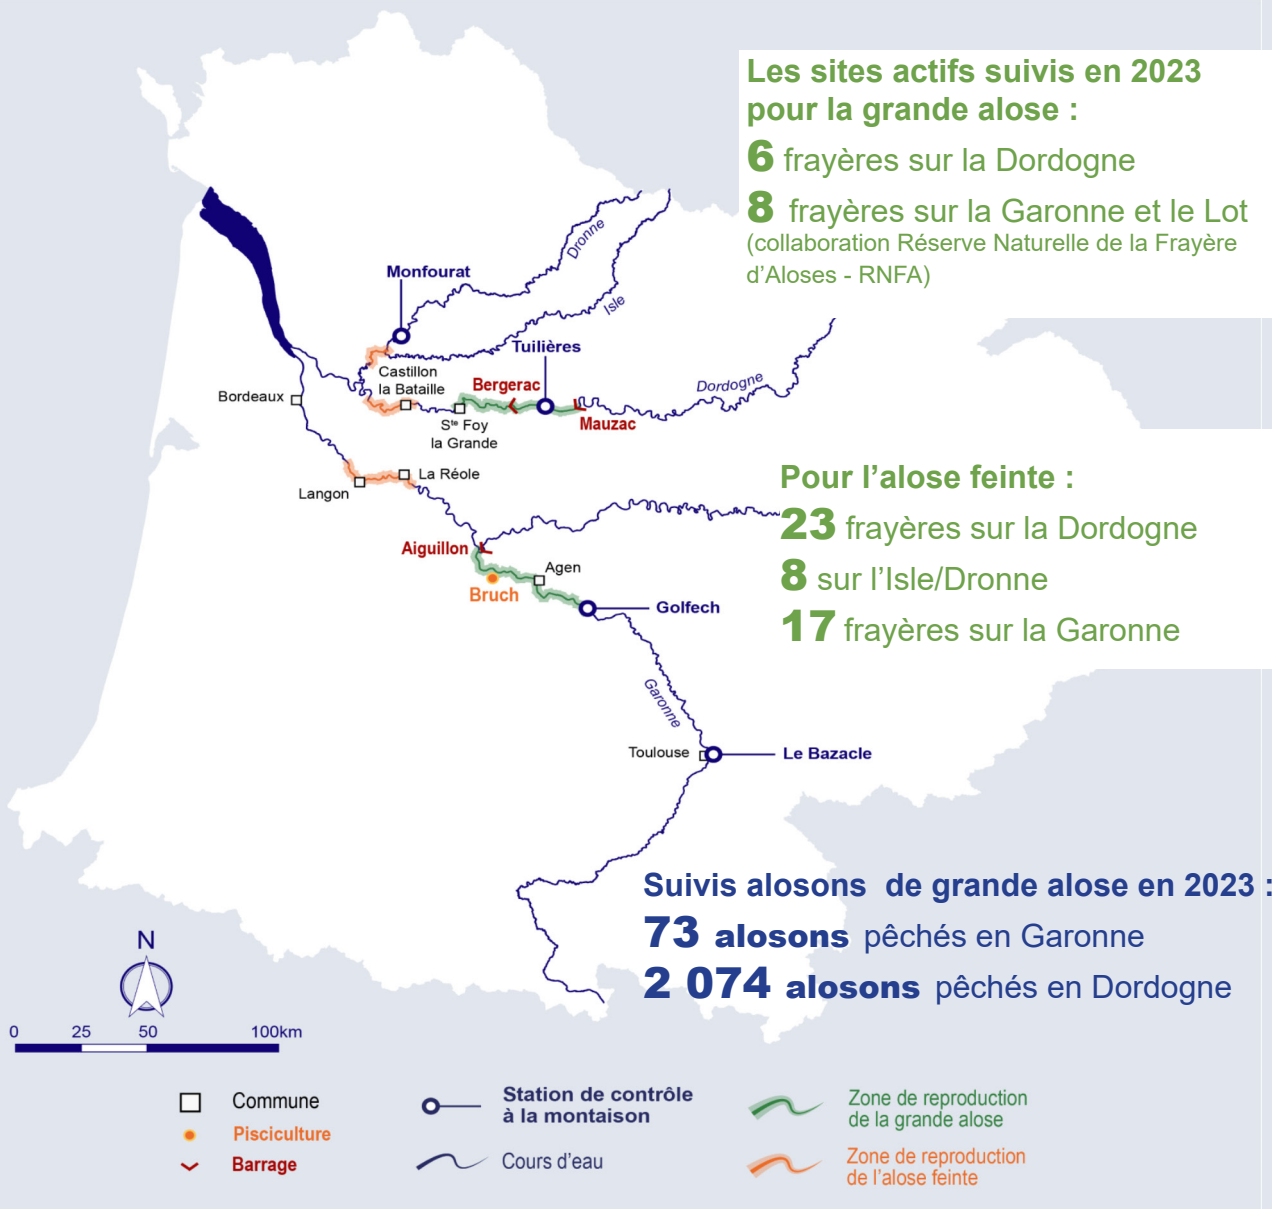 Les sites actifs suivis en 2023
pour la grande alose :
6 frayères sur la Dordogne
8 frayères sur la Garonne et le Lot
(collaboration Réserve Naturelle de la Frayère
d'Aloses - RNFA)
Dronne
Monfourat
Isle
Tuilières
Castillon
la Bataille
Bergerac
Dordogne
Bordeaux
Mauzac
Ste Foy
la Grande
La Réole
Langon
Pour l'alose feinte :
23 frayères sur la Dordogne
8 sur l'Isle/Dronne
17 frayères sur la Garonne
Aiguillon
Agen
Bruch
Golfech
Garonne
Toulouse
Le Bazacle
Suivis alosons de grande alose en 2023 :
73 alosons pêchés en Garonne
2 074 alosons pêchés en Dordogne
N
0 25 50 100km
Commune
Pisciculture
Barrage
Station de contrôle
à la montaison
Cours d'eau
Zone de reproduction
de la grande alose
Zone de reproduction
de l'alose feinte